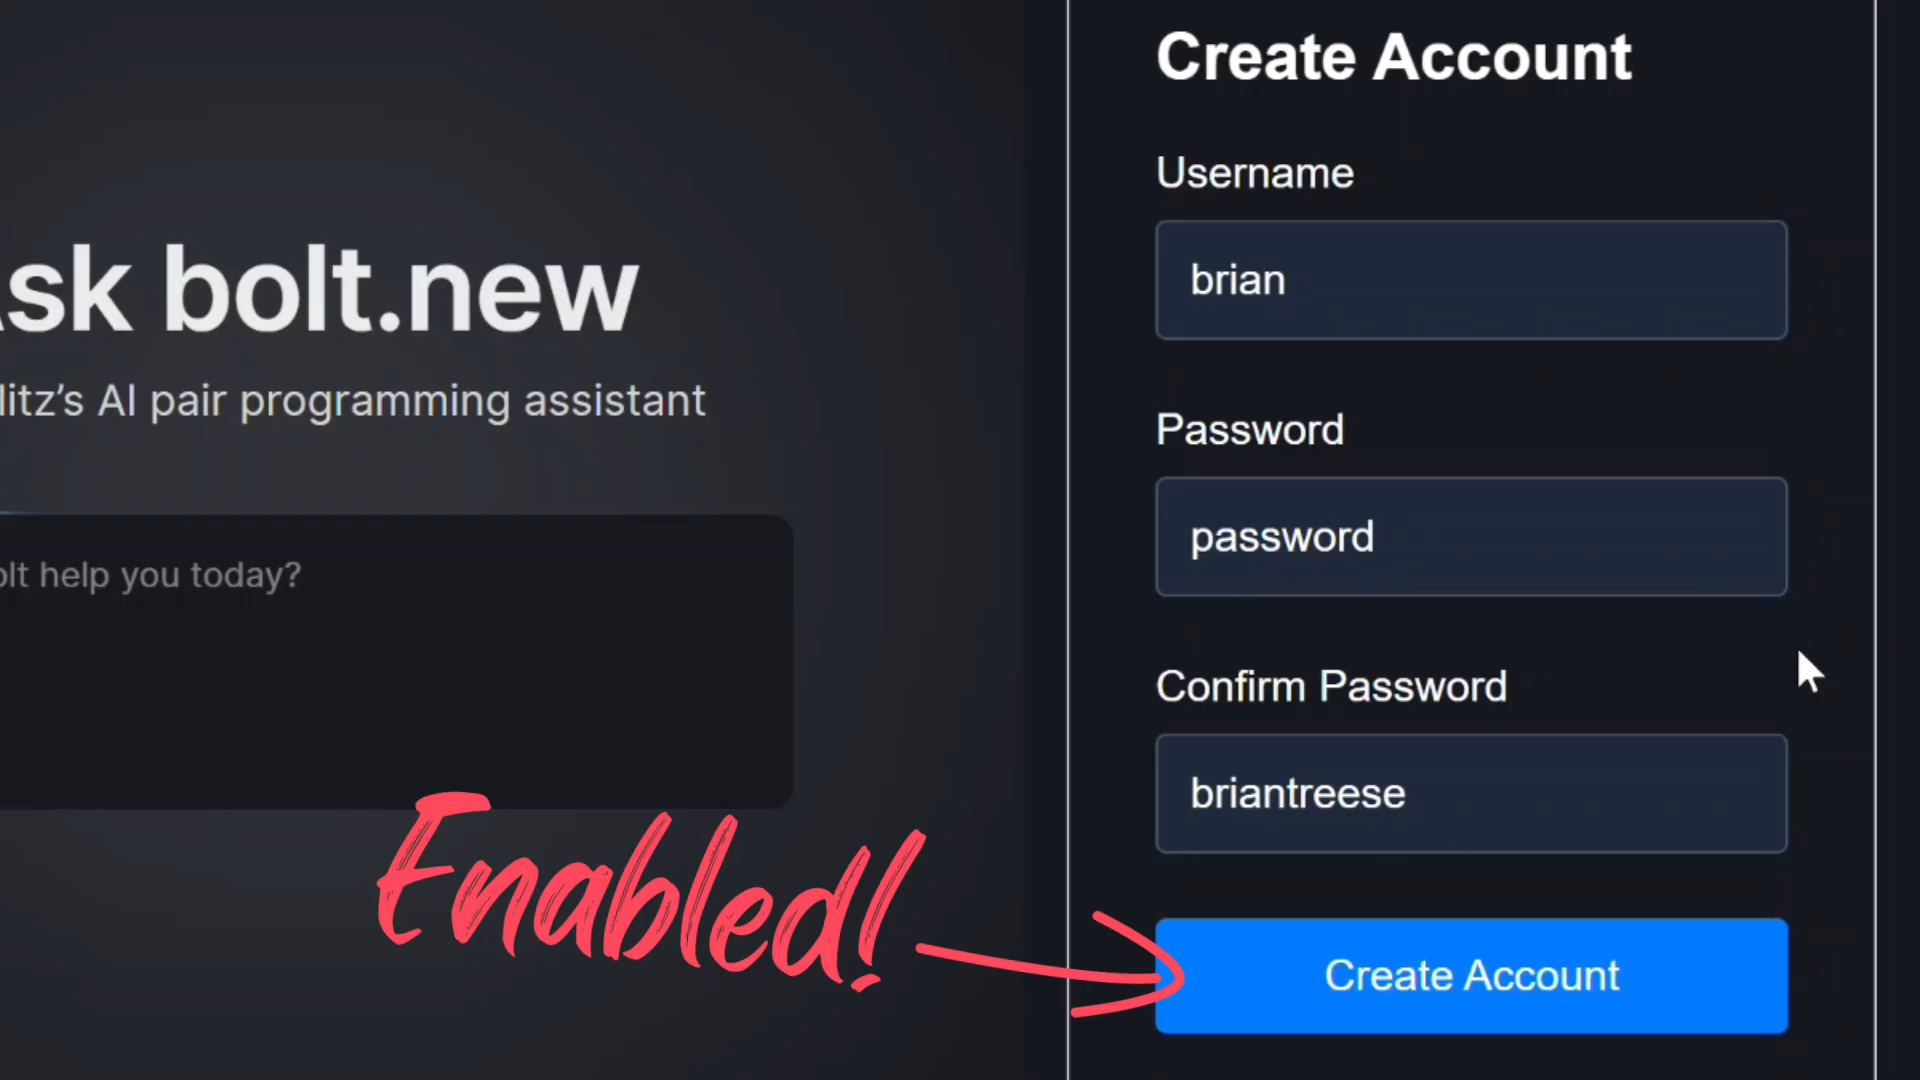 sk bolt.new
litz's AI pair programming assistant
olt help you today?
Enabled!
Create Account
Username
brian
Password
password
Confirm Password
briantreese
Create Account